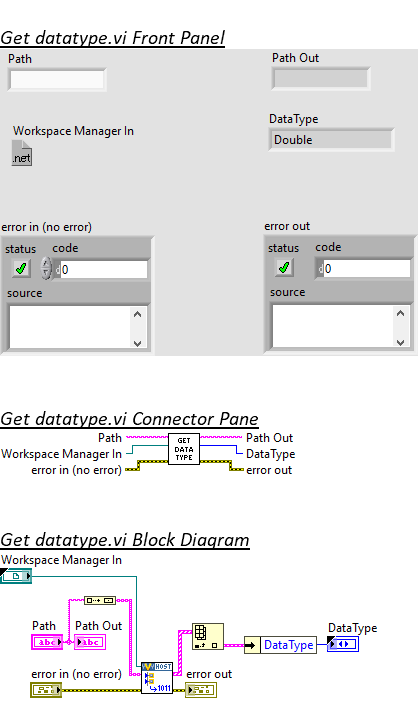 Get datatype.vi Front Panel
Path
Path Out
Workspace Manager In
DataType
.net
Double
error in (no error)
error out
status code
status code
d 0
d 0
source
source
Get datatype.vi Connector Pane
Path
GET DATA TYPE
Path Out
Workspace Manager In
DataType
error in (no error)
error out
Get datatype.vi Block Diagram
Workspace Manager In
Path
Path Out
DataType
abc
abc
DataType
error in (no error)
HOST
error out
1011